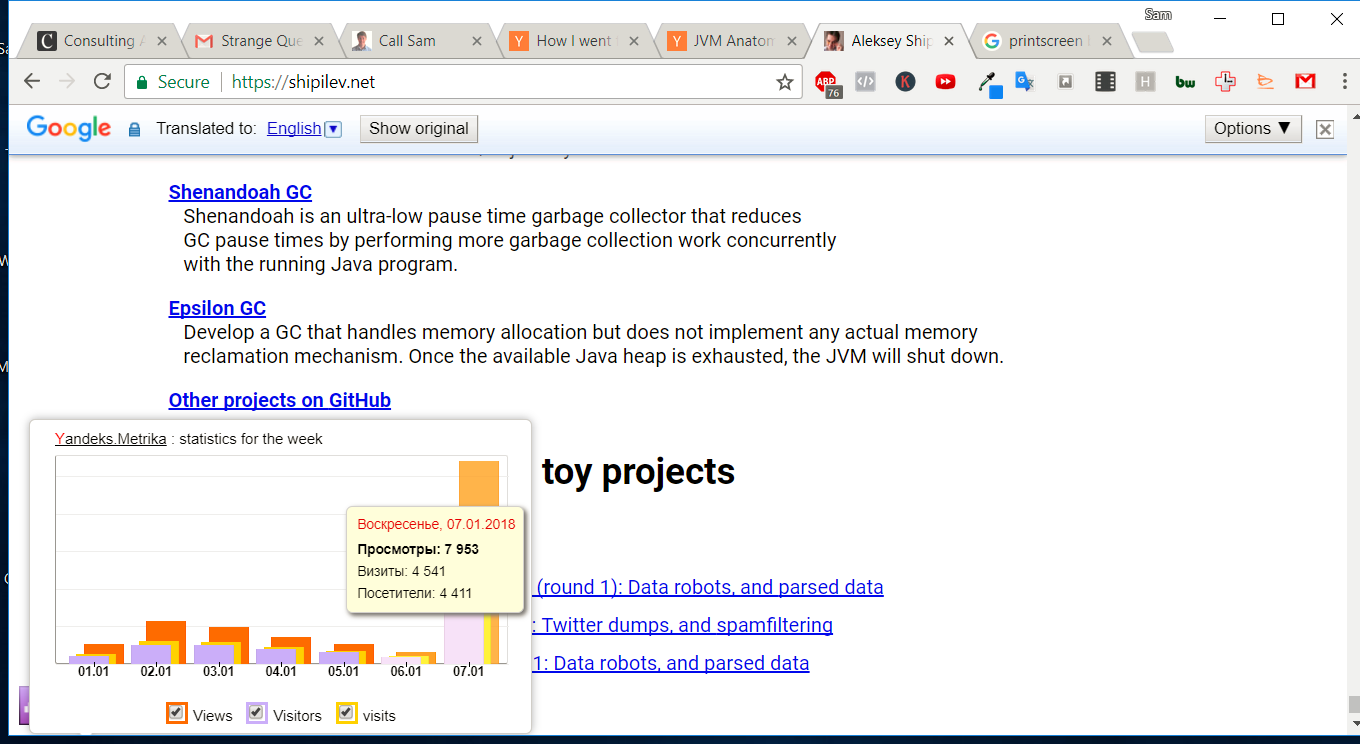 Sam
Consulting
Strange Que
Call Sam
How I went
JVM Anatom
Aleksey Ship
printscreen
Secure
https://shipilev.net
ABP
76
K
H
bw
Google
Translated to:
English
Show original
Options ▼
Shenandoah GC
Shenandoah is an ultra-low pause time garbage collector that reduces
GC pause times by performing more garbage collection work concurrently
with the running Java program.
Epsilon GC
Develop a GC that handles memory allocation but does not implement any actual memory
reclamation mechanism. Once the available Java heap is exhausted, the JVM will shut down.
Other projects on GitHub
toy projects
(round 1): Data robots, and parsed data
: Twitter dumps, and spamfiltering
1: Data robots, and parsed data
Yandeks.Metrika : statistics for the week
Воскресенье, 07.01.2018
Просмотры: 7 953
Визиты: 4 541
Посетители: 4 411
01.01 02.01 03.01 04.01 05.01 06.01 07.01
Views Visitors visits